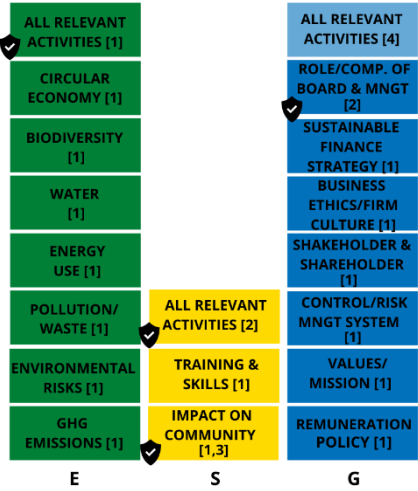 ALL RELEVANT
ACTIVITIES [1]
CIRCULAR
ECONOMY [1]
BIODIVERSITY
[1]
WATER
[1]
ENERGY
USE [1]
POLLUTION/
WASTE [1]
ENVIRONMENTAL
RISKS [1]
GHG
EMISSIONS [1]
E
ALL RELEVANT
ACTIVITIES [2]
TRAINING &
SKILLS [1]
IMPACT ON
COMMUNITY
[1,3]
S
ALL RELEVANT
ACTIVITIES [4]
ROLE/COMP. OF
BOARD & MNGT
[2]
SUSTAINABLE
FINANCE
STRATEGY [1]
BUSINESS
ETHICS/FIRM
CULTURE [1]
SHAKEHOLDER &
SHAREHOLDER
[1]
CONTROL/RISK
MNGT SYSTEM
[1]
VALUES/
MISSION [1]
REMUNERATION
POLICY [1]
G